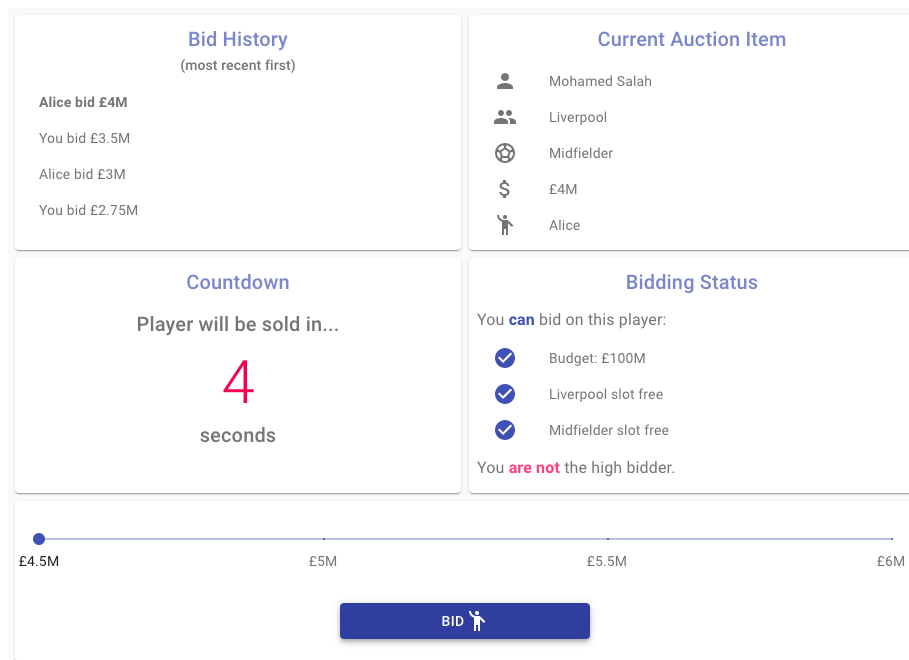 Bid History
(most recent first)
Alice bid £4M
You bid £3.5M
Alice bid £3M
You bid £2.75M
Current Auction Item
Mohamed Salah
Liverpool
Midfielder
£4M
Alice
Countdown
Player will be sold in...
4
seconds
Bidding Status
You can bid on this player:
Budget: £100M
Liverpool slot free
Midfielder slot free
You are not the high bidder.
£4.5M £5M £5.5M £6M
BID